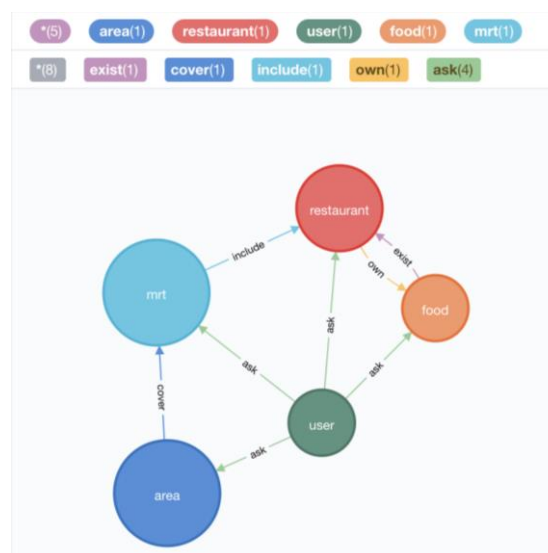 *(5) area(1) restaurant(1) user(1) food(1) mrt(1)
*(8) exist(1) cover(1) include(1) own(1) ask(4)
restaurant
include
exist
own
mrt
food
ask
ask
ask
cover
user
ask
area